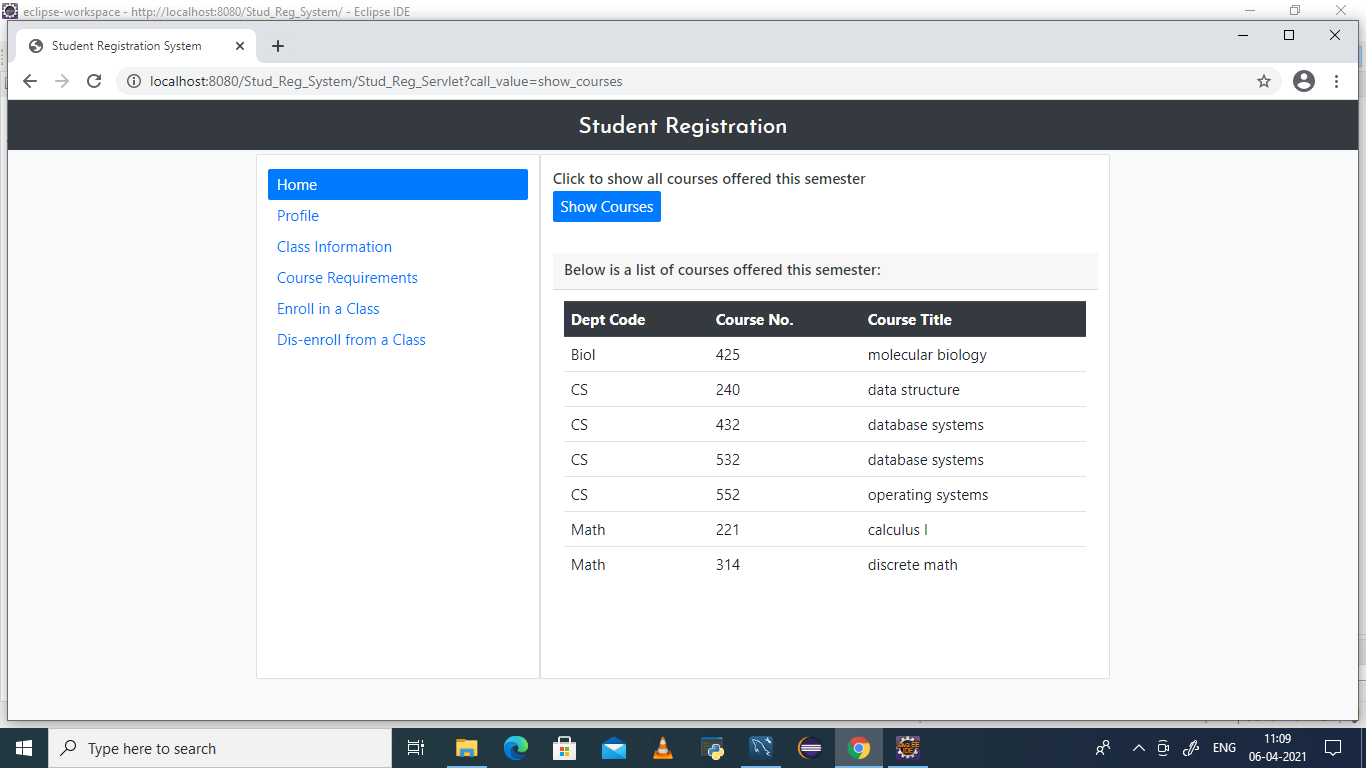 eclipse-workspace - http://localhost:8080/Stud_Reg_System/ - Eclipse IDE
Student Registration System
localhost:8080/Stud_Reg_System/Stud_Reg_Servlet?call_value=show_courses
Student Registration
Home
Profile
Class Information
Course Requirements
Enroll in a Class
Dis-enroll from a Class
Click to show all courses offered this semester
Show Courses
Below is a list of courses offered this semester:
Dept Code Course No. Course Title
Biol 425 molecular biology
CS 240 data structure
CS 432 database systems
CS 532 database systems
CS 552 operating systems
Math 221 calculus I
Math 314 discrete math
Type here to search
ENG
11:09
06-04-2021